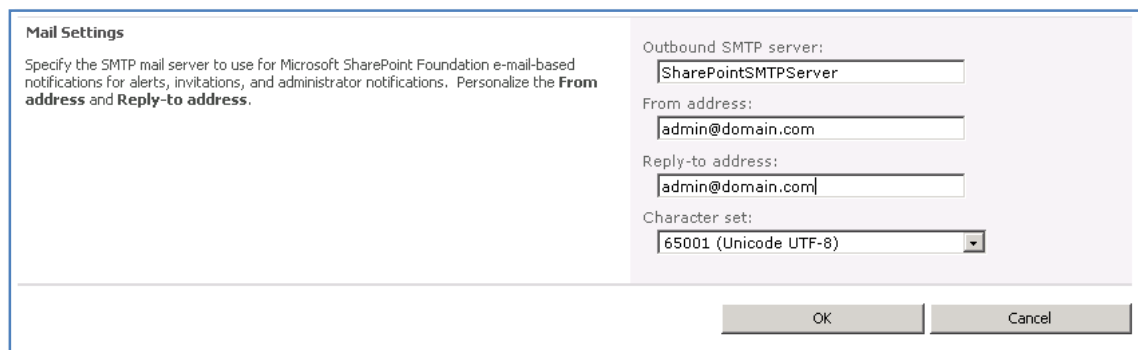 Mail Settings
Specify the SMTP mail server to use for Microsoft SharePoint Foundation e-mail-based
notifications for alerts, invitations, and administrator notifications. Personalize the From
address and Reply-to address.
Outbound SMTP server:
SharePointSMTPServer
From address:
admin@domain.com
Reply-to address:
admin@domain.com
Character set:
65001 (Unicode UTF-8)
OK
Cancel